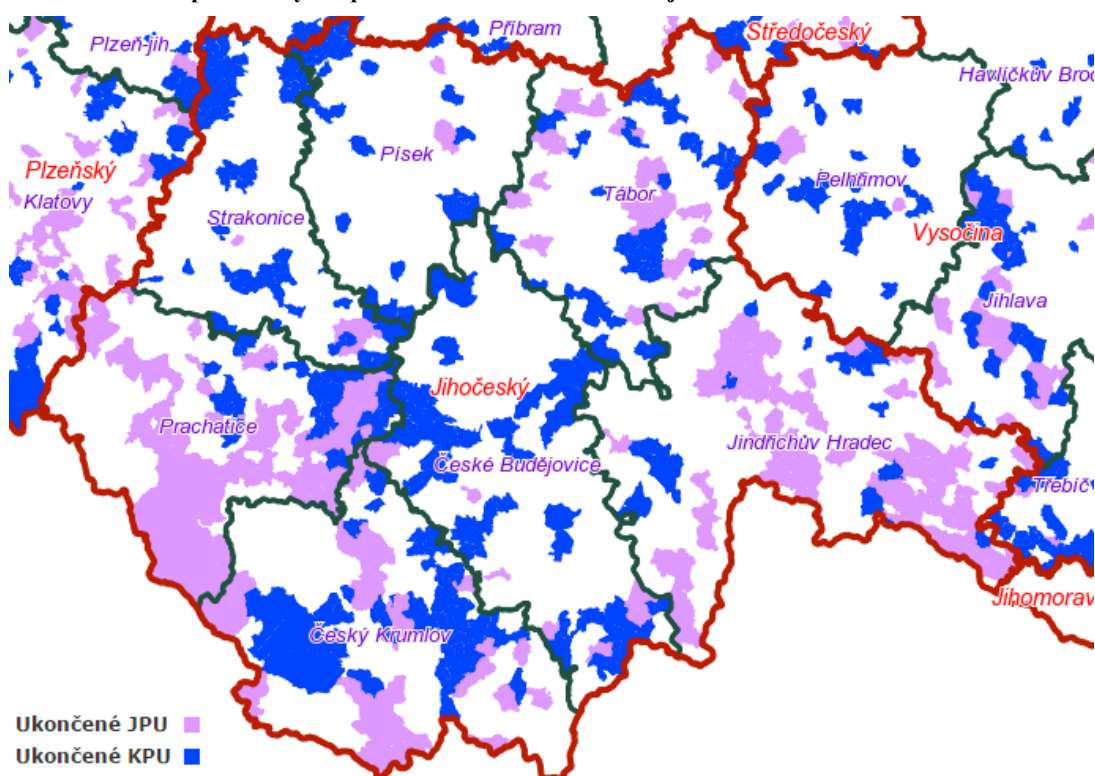 Plzeň-jih
Příbram
Středočeský
Havlíčkův Brod
Písek
Plzeňský
Klatovy
Strakonice
Tábor
Pelhřimov
Vysočina
Jihlava
Jihočeský
Prachatice
České Budějovice
Jindřichův Hradec
Třebíč
Jihomorav
Český Krumlov
Ukončené JPU
Ukončené KPU